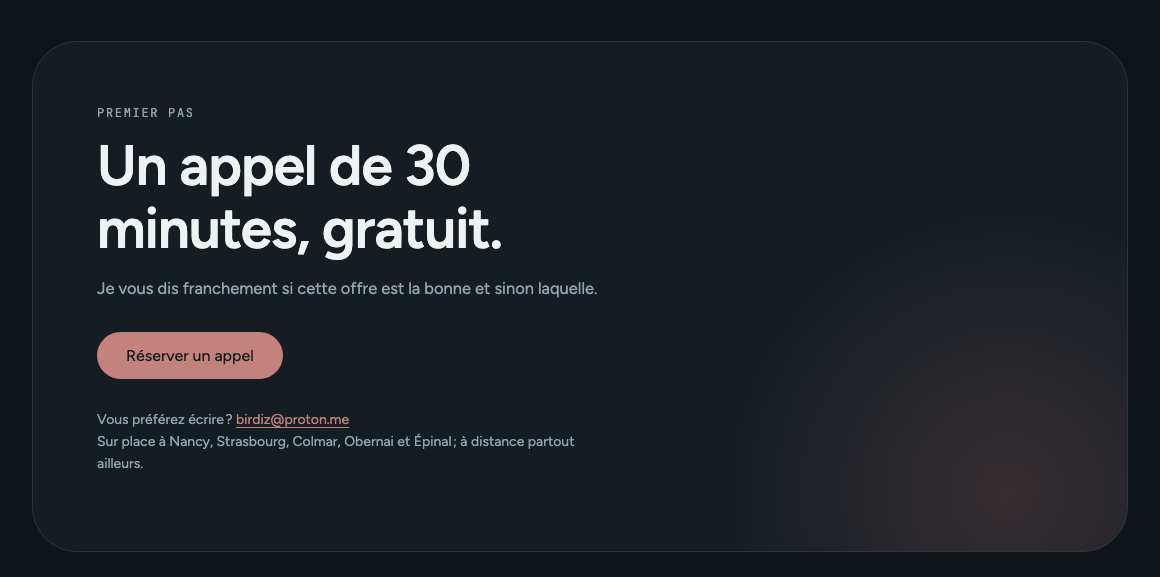 PREMIER PAS
Un appel de 30
minutes, gratuit.
Je vous dis franchement si cette offre est la bonne et sinon laquelle.
Réserver un appel
Vous préférez écrire ? birdiz@proton.me
Sur place à Nancy, Strasbourg, Colmar, Obernai et Épinal ; à distance partout
ailleurs.